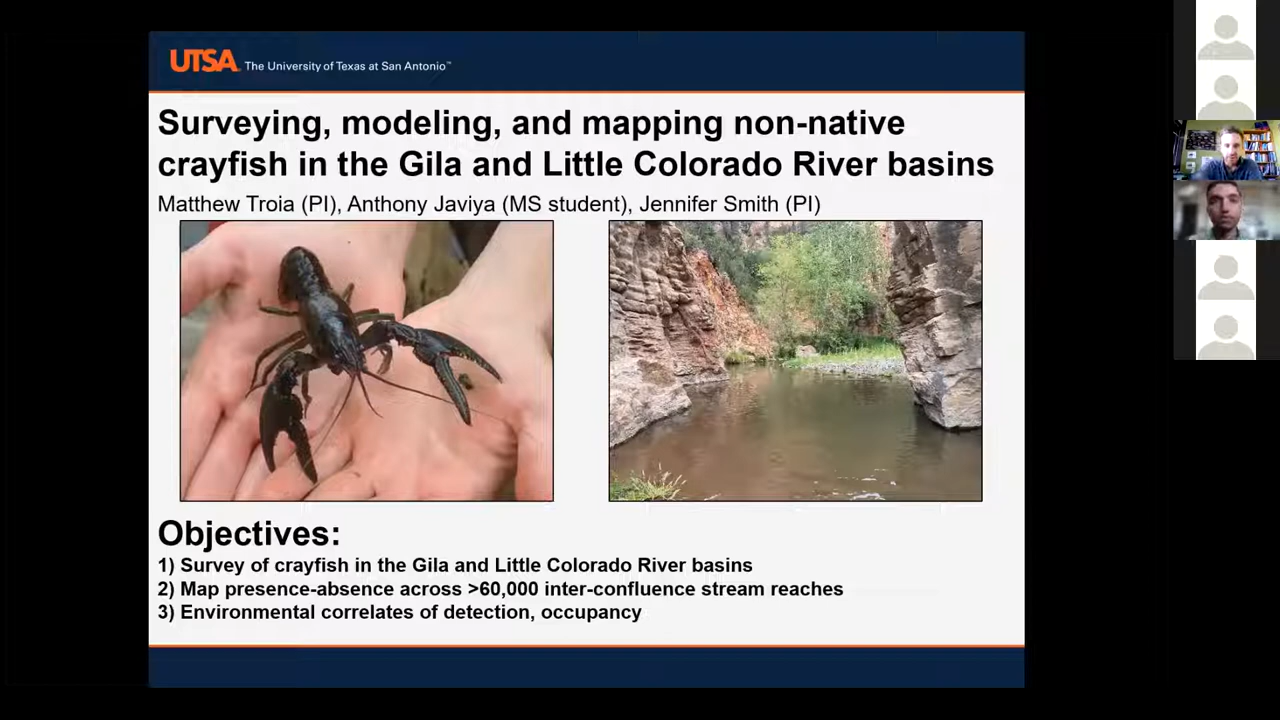 UTSA The University of Texas at San Antonio™
Surveying, modeling, and mapping non-native
crayfish in the Gila and Little Colorado River basins
Matthew Troia (PI), Anthony Javiya (MS student), Jennifer Smith (PI)
Objectives:
1) Survey of crayfish in the Gila and Little Colorado River basins
2) Map presence-absence across >60,000 inter-confluence stream reaches
3) Environmental correlates of detection, occupancy